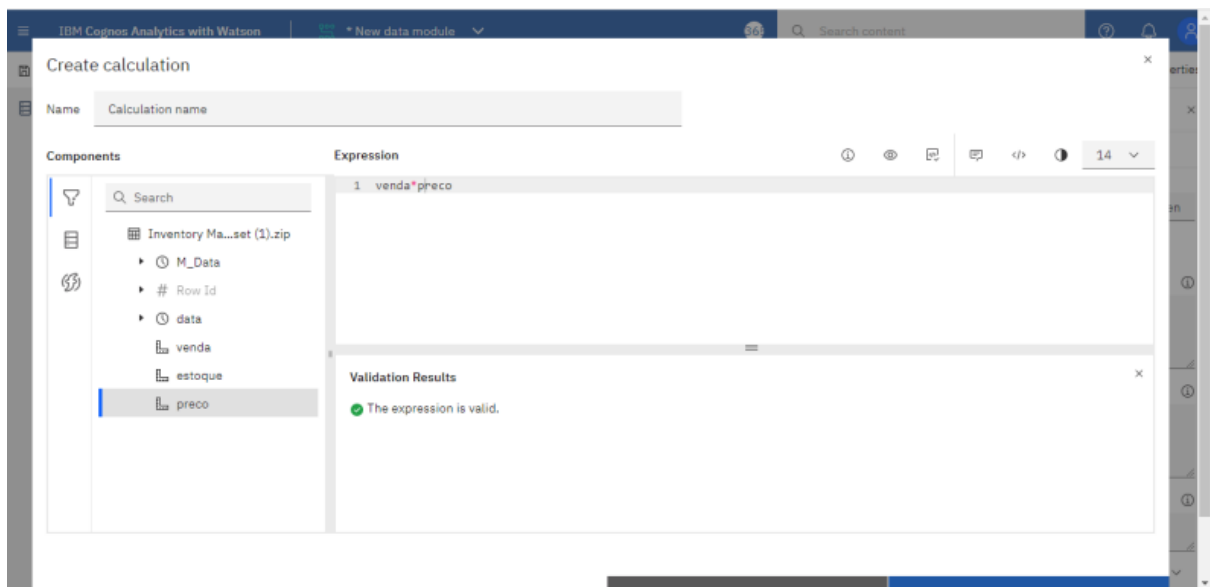 IBM Cognos Analytics with Watson
* New data module
Search content
Create calculation
erties
Name
Calculation name
Components
Expression
14
1 venda*preco
Search
Inventory Ma...set (1).zip
M_Data
# Row Id
data
venda
estoque
preco
Validation Results
The expression is valid.